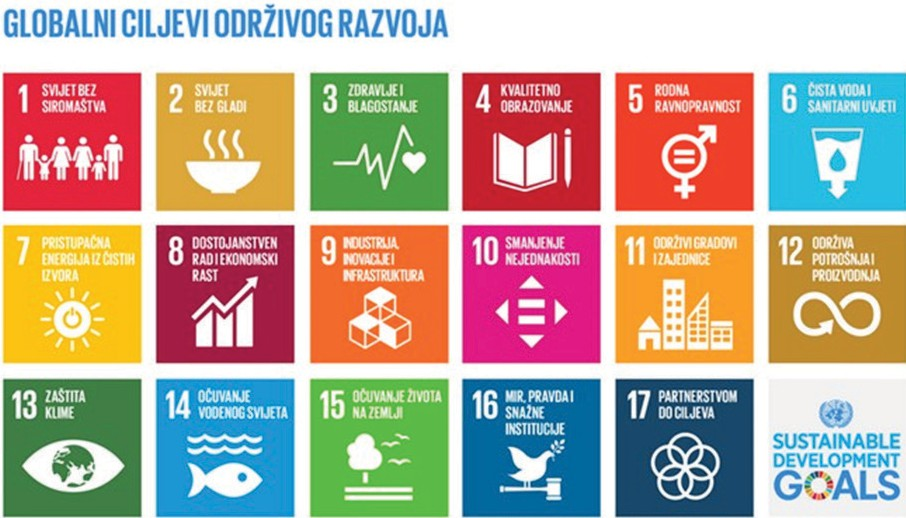 GLOBALNI CILJEVI ODRŽIVOG RAZVOJA
1 SVIJET BEZ
SIROMAŠTVA
2 SVIJET
BEZ GLADI
3 ZDRAVLJE I
BLAGOSTANJE
4 KVALITETNO
OBRAZOVANJE
5 RODNA
RAVNOPRAVNOST
6 ČISTA VODA I
SANITARNI UVJETI
7 PRISTUPAČNA
ENERGIJA IZ ČISTIH
IZVORA
8 DOSTOJANSTVEN
RAD I EKONOMSKI
RAST
9 INDUSTRIJA,
INOVACIJE I
INFRASTRUKTURA
10 SMANJENJE
NEJEDNAKOSTI
11 ODRŽIVI GRADOVI
I ZAJEDNICE
12 ODRŽIVA
POTROŠNJA I
PROIZVODNJA
13 ZAŠTITA
KLIME
14 OČUVANJE
VODENOG SVIJETA
15 OČUVANJE ŽIVOTA
NA ZEMLJI
16 MIR, PRAVDA I
SNAŽNE
INSTITUCIJE
17 PARTNERSTVOM
DO CILJEVA
SUSTAINABLE
DEVELOPMENT
GOALS